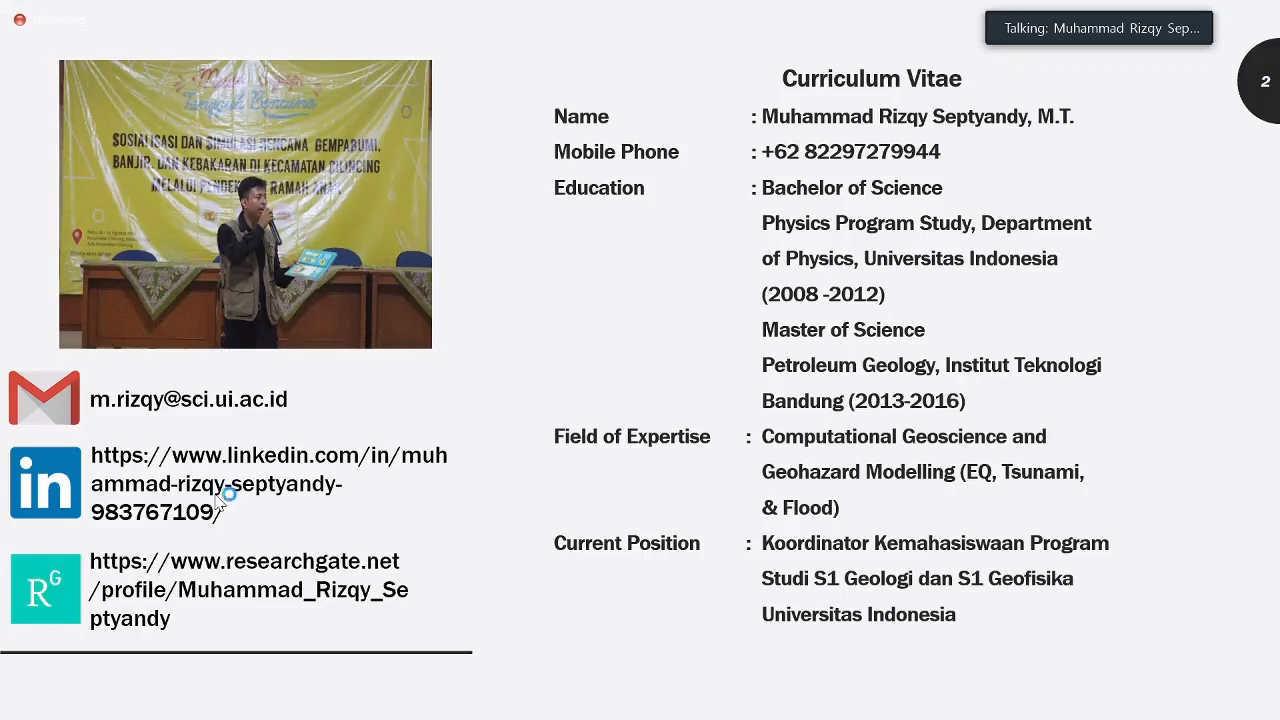 Talking: Muhammad Rizqy Sep...
2
Tangguh Bencana
SOSIALISASI DAN SIMULASI BENCANA GEMPABUMI,
BANJIR, DAN KEBAKARAN DI KECAMATAN CILINCING
MELALUI RAMAH
m.rizqy@sci.ui.ac.id
in
https://www.linkedin.com/in/muh
ammad-rizqy-septyandy-
983767109/
RG
https://www.researchgate.net
/profile/Muhammad_Rizqy_Se
ptyandy
Curriculum Vitae
Name : Muhammad Rizqy Septyandy, M.T.
Mobile Phone : +62 82297279944
Education : Bachelor of Science
Physics Program Study, Department
of Physics, Universitas Indonesia
(2008 -2012)
Master of Science
Petroleum Geology, Institut Teknologi
Bandung (2013-2016)
Field of Expertise : Computational Geoscience and
Geohazard Modelling (EQ, Tsunami,
& Flood)
Current Position : Koordinator Kemahasiswaan Program
Studi S1 Geologi dan S1 Geofisika
Universitas Indonesia